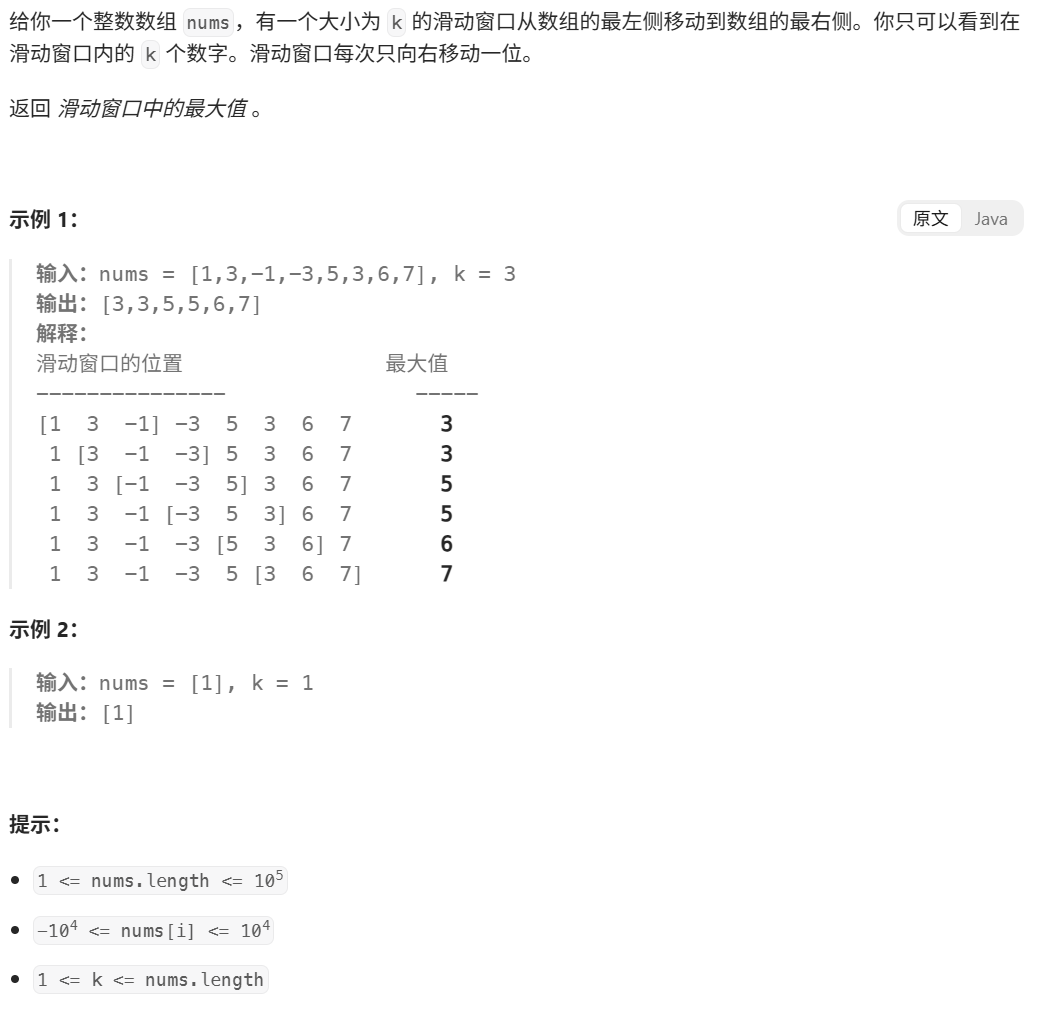 给你一个整数数组 nums，有一个大小为 k 的滑动窗口从数组的最左侧移动到数组的最右侧。你只可以看到在
滑动窗口内的 k 个数字。滑动窗口每次只向右移动一位。
返回 滑动窗口中的最大值 。
示例 1：
原文 Java
输入：nums = [1,3,-1,-3,5,3,6,7], k = 3
输出：[3,3,5,5,6,7]
解释：
滑动窗口的位置                最大值
---------------               -----
[1  3  -1] -3  5  3  6  7       3
 1 [3  -1  -3] 5  3  6  7       3
 1  3 [-1  -3  5] 3  6  7       5
 1  3  -1 [-3  5  3] 6  7       5
 1  3  -1  -3 [5  3  6] 7       6
 1  3  -1  -3  5 [3  6  7]      7
示例 2：
输入：nums = [1], k = 1
输出：[1]
提示：
• 1 <= nums.length <= 10⁵
• -10⁴ <= nums[i] <= 10⁴
• 1 <= k <= nums.length